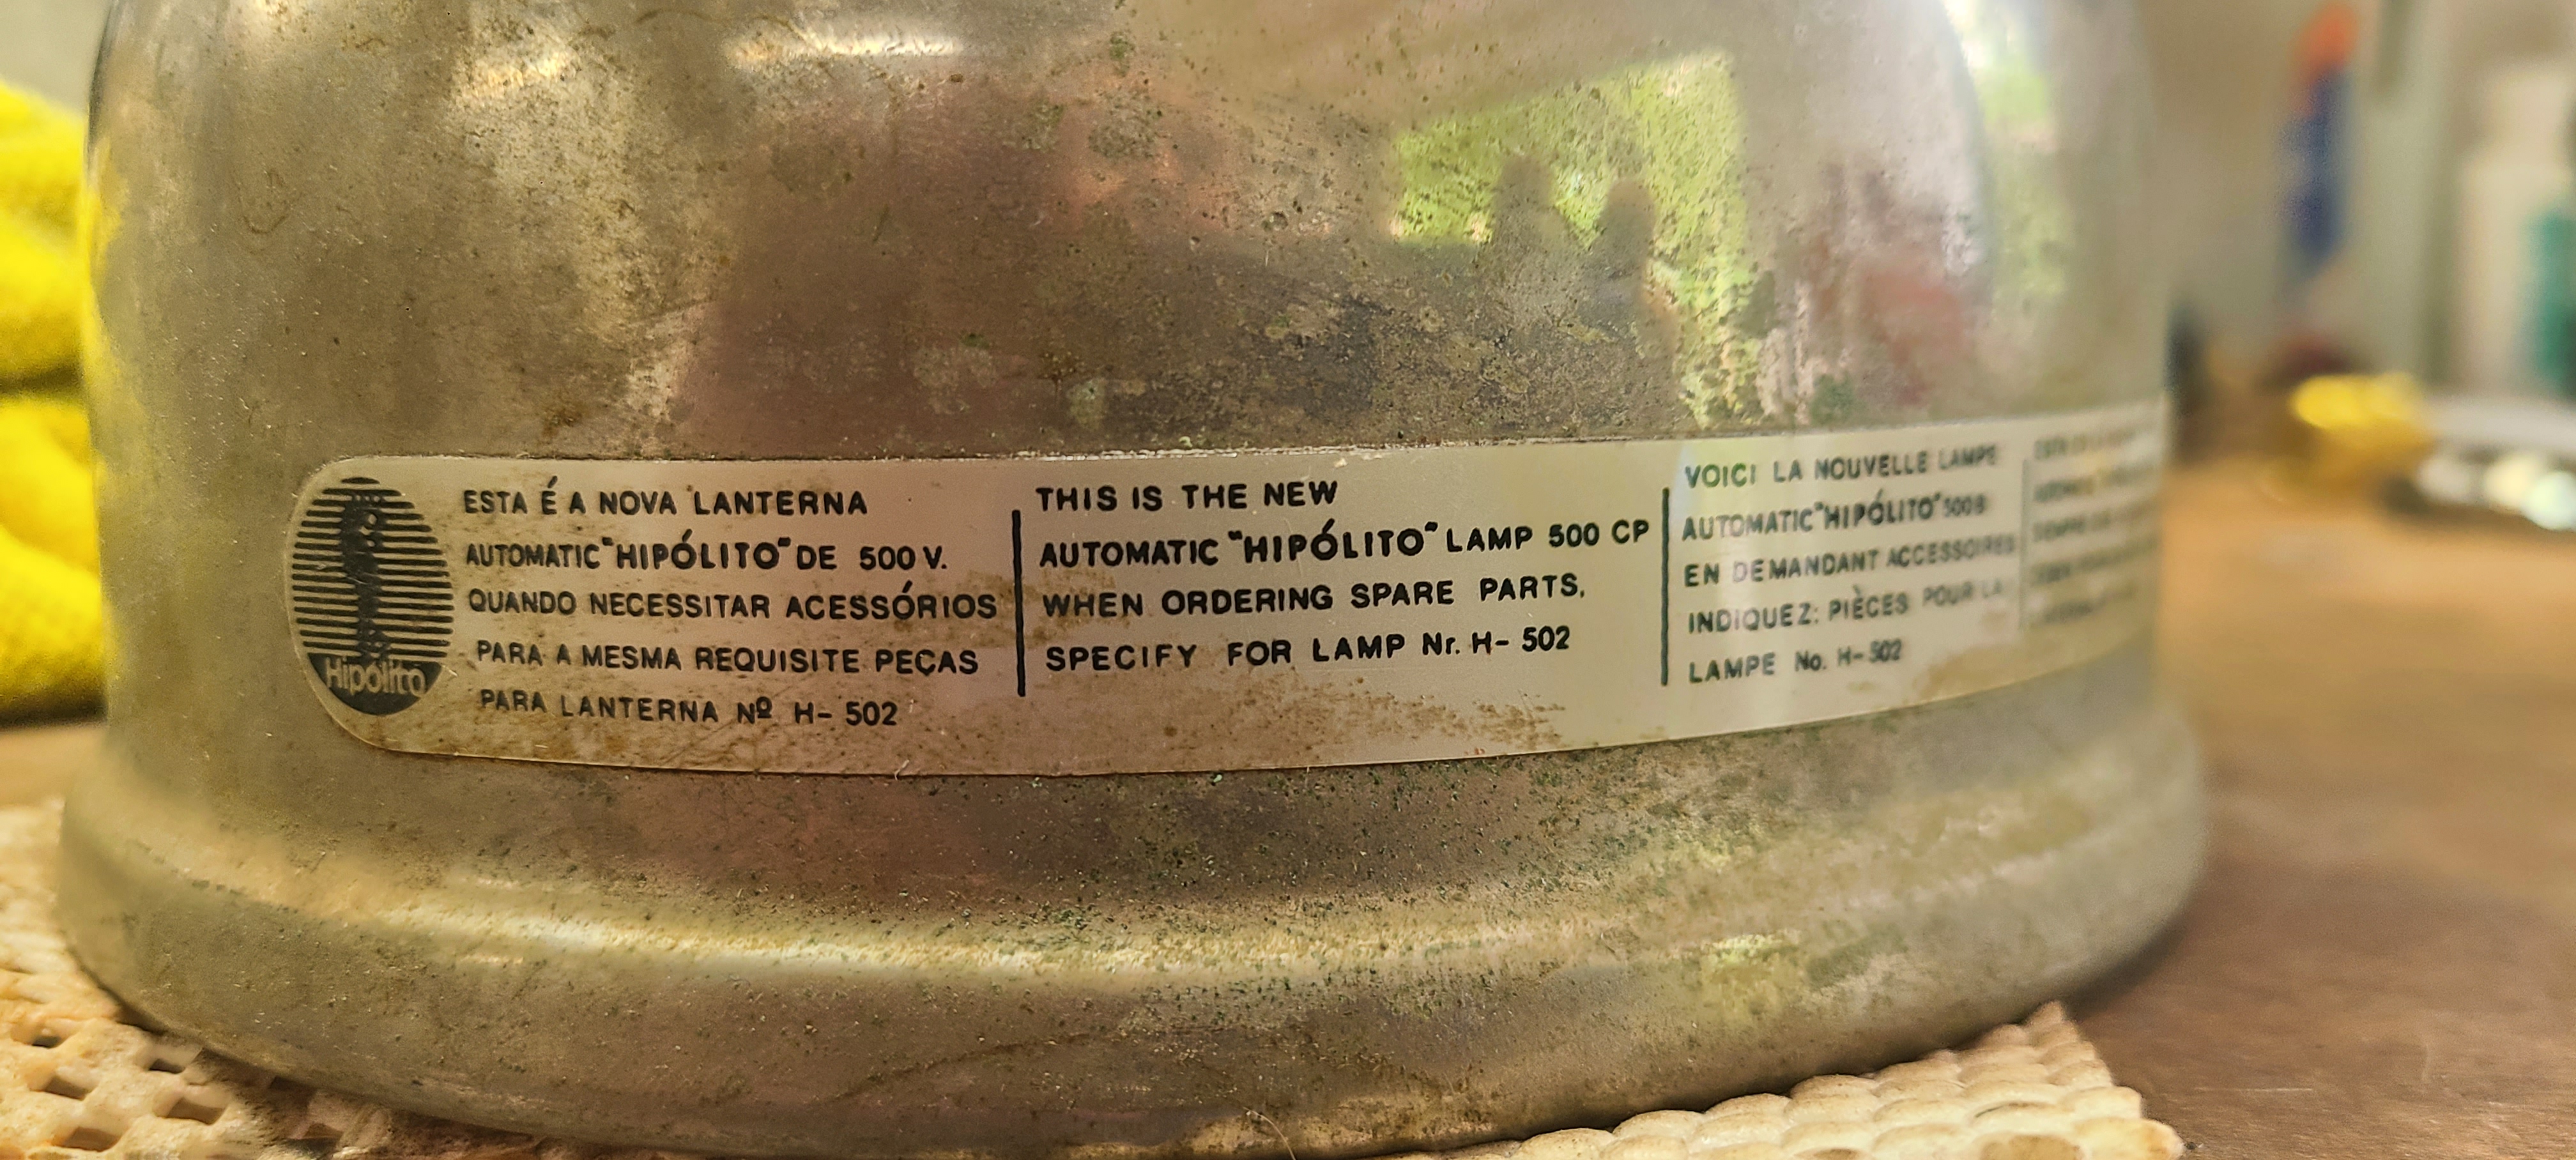 Hipólito
ESTA É A NOVA LANTERNA
AUTOMATIC "HIPÓLITO" DE 500 V.
QUANDO NECESSITAR ACESSÓRIOS
PARA A MESMA REQUISITE PEÇAS
PARA LANTERNA Nº H- 502
THIS IS THE NEW
AUTOMATIC "HIPÓLITO" LAMP 500 CP
WHEN ORDERING SPARE PARTS,
SPECIFY FOR LAMP Nr. H- 502
VOICI LA NOUVELLE LAMPE
AUTOMATIC "HIPÓLITO" 500 B
EN DEMANDANT ACCESSOIRES
INDIQUEZ: PIÈCES POUR LA
LAMPE No. H- 502